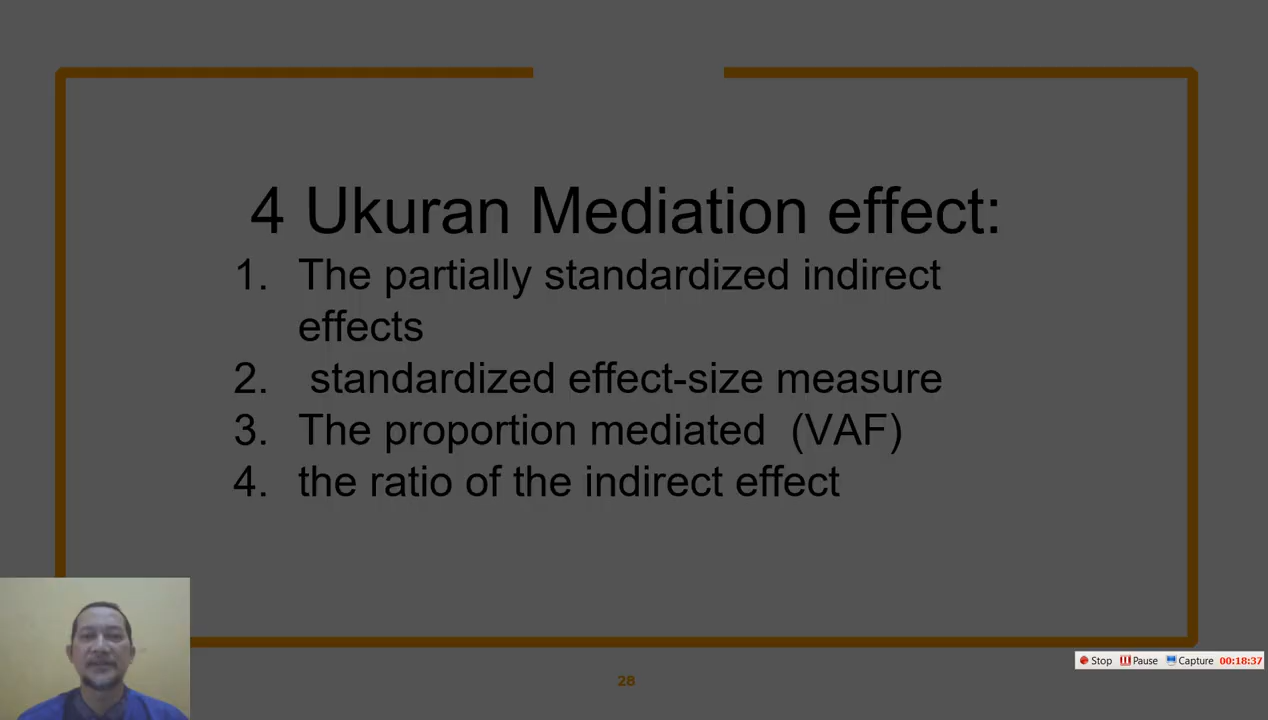 4 Ukuran Mediation effect:
1. The partially standardized indirect
effects
2. standardized effect-size measure
3. The proportion mediated (VAF)
4. the ratio of the indirect effect
Stop Pause Capture 00:18:37
28